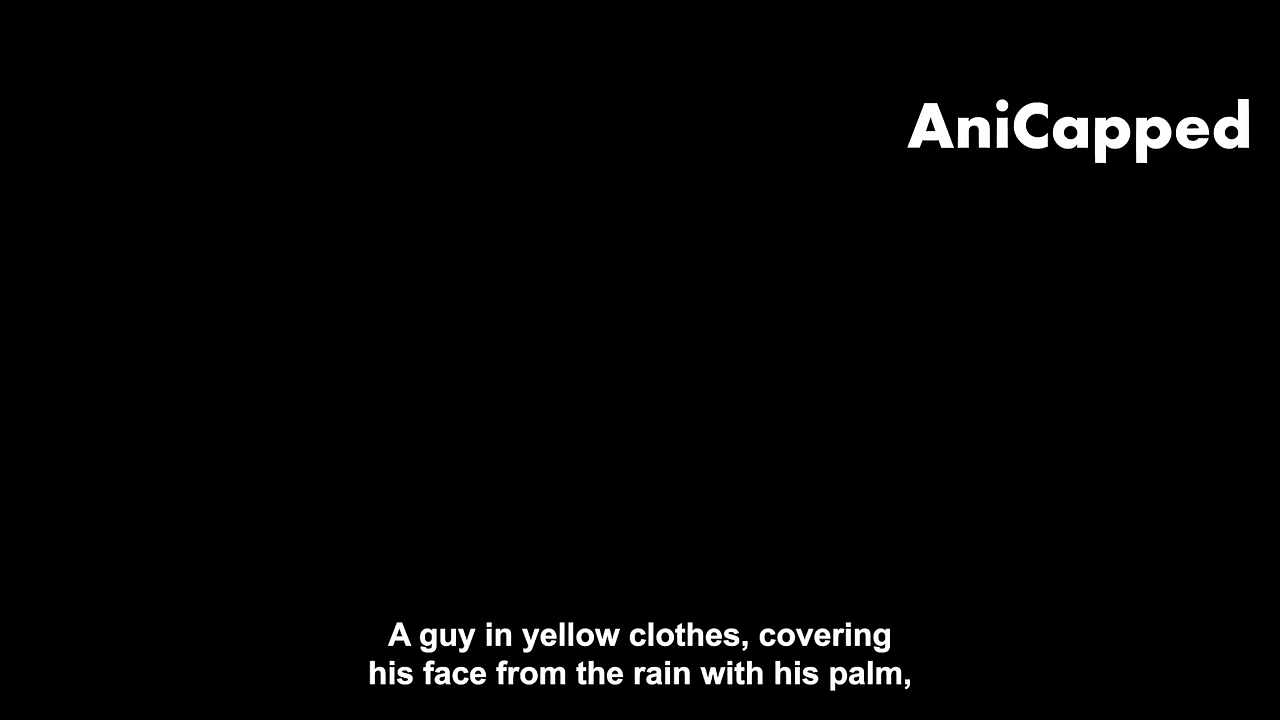 AniCapped
A guy in yellow clothes, covering
his face from the rain with his palm,